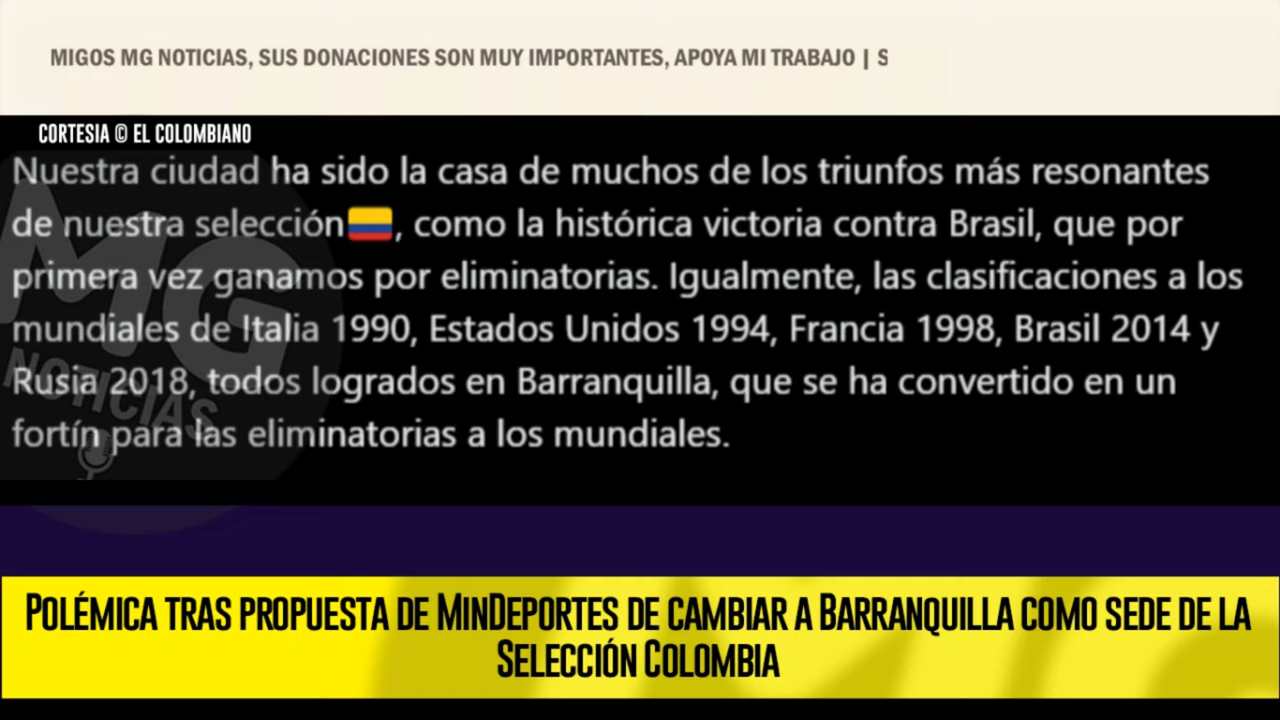 MIGOS MG NOTICIAS, SUS DONACIONES SON MUY IMPORTANTES, APOYA MI TRABAJO | S
CORTESIA © EL COLOMBIANO
Nuestra ciudad ha sido la casa de muchos de los triunfos más resonantes
de nuestra selección🇨🇴, como la histórica victoria contra Brasil, que por
primera vez ganamos por eliminatorias. Igualmente, las clasificaciones a los
mundiales de Italia 1990, Estados Unidos 1994, Francia 1998, Brasil 2014 y
Rusia 2018, todos logrados en Barranquilla, que se ha convertido en un
fortín para las eliminatorias a los mundiales.
MG
NOTICIAS
POLÉMICA TRAS PROPUESTA DE MINDEPORTES DE CAMBIAR A BARRANQUILLA COMO SEDE DE LA
SELECCIÓN COLOMBIA